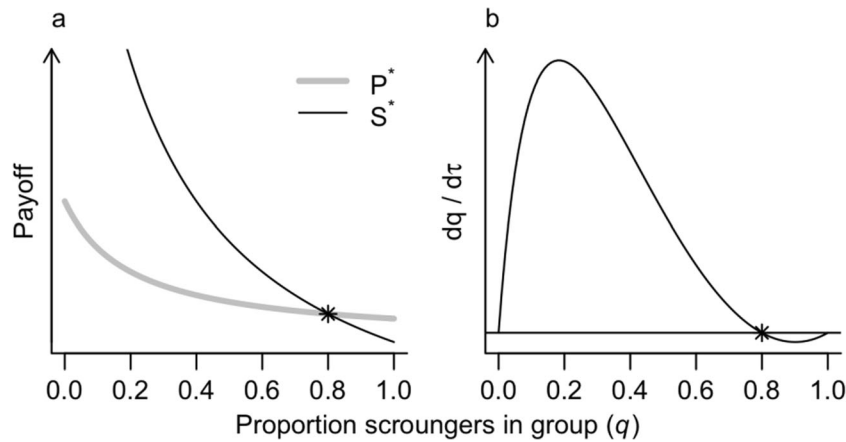 a
P*
S*
Payoff
0.0 0.2 0.4 0.6 0.8 1.0
b
dq / dτ
0.0 0.2 0.4 0.6 0.8 1.0
Proportion scroungers in group (q)